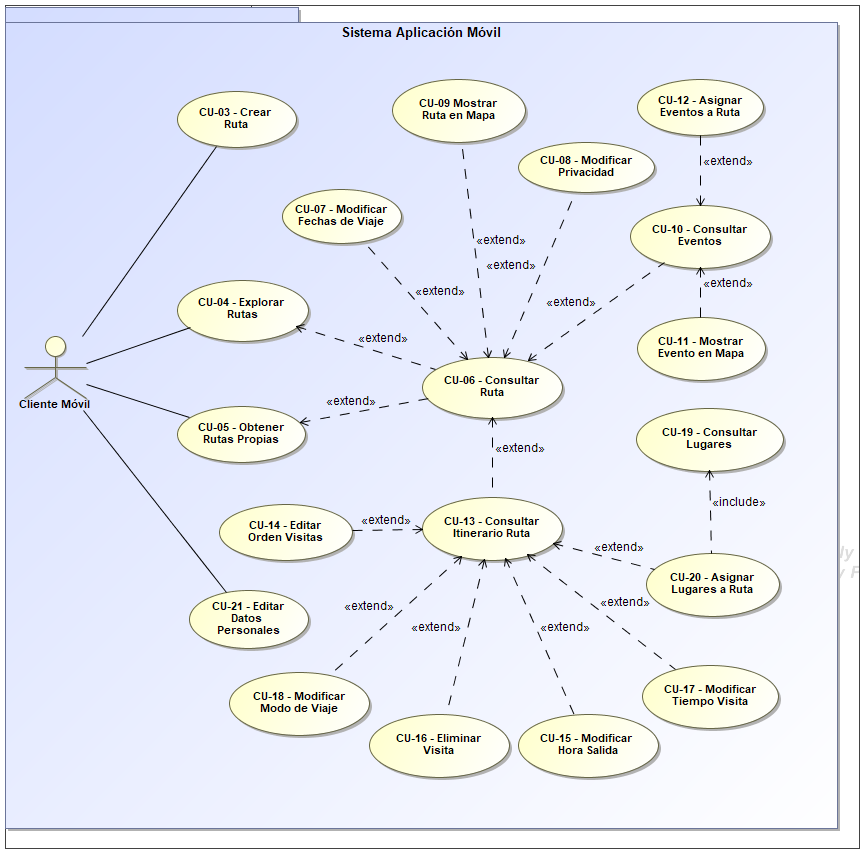 Sistema Aplicación Móvil
CU-03 - Crear
Ruta
CU-09 Mostrar
Ruta en Mapa
CU-12 - Asignar
Eventos a Ruta
«extend»
CU-08 - Modificar
Privacidad
CU-07 - Modificar
Fechas de Viaje
CU-10 - Consultar
Eventos
«extend»
«extend»
«extend»
«extend»
«extend»
CU-04 - Explorar
Rutas
«extend»
CU-11 - Mostrar
Evento en Mapa
CU-06 - Consultar
Ruta
Cliente Móvil
«extend»
CU-05 - Obtener
Rutas Propias
CU-19 - Consultar
Lugares
«extend»
«include»
CU-14 - Editar
Orden Visitas
«extend»
CU-13 - Consultar
Itinerario Ruta
«extend»
CU-20 - Asignar
Lugares a Ruta
CU-21 - Editar
Datos
Personales
«extend»
«extend»
«extend»
«extend»
CU-18 - Modificar
Modo de Viaje
CU-17 - Modificar
Tiempo Visita
CU-16 - Eliminar
Visita
CU-15 - Modificar
Hora Salida